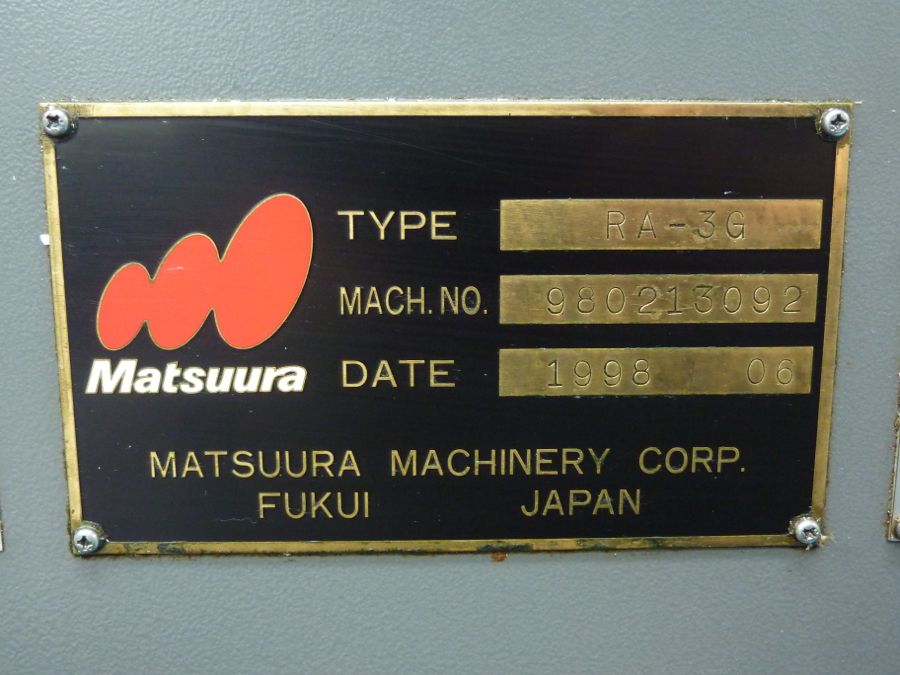 TYPE RA-3G
MACH.NO. 980213092
Matsuura
DATE 1998 06
MATSUURA MACHINERY CORP.
FUKUI JAPAN